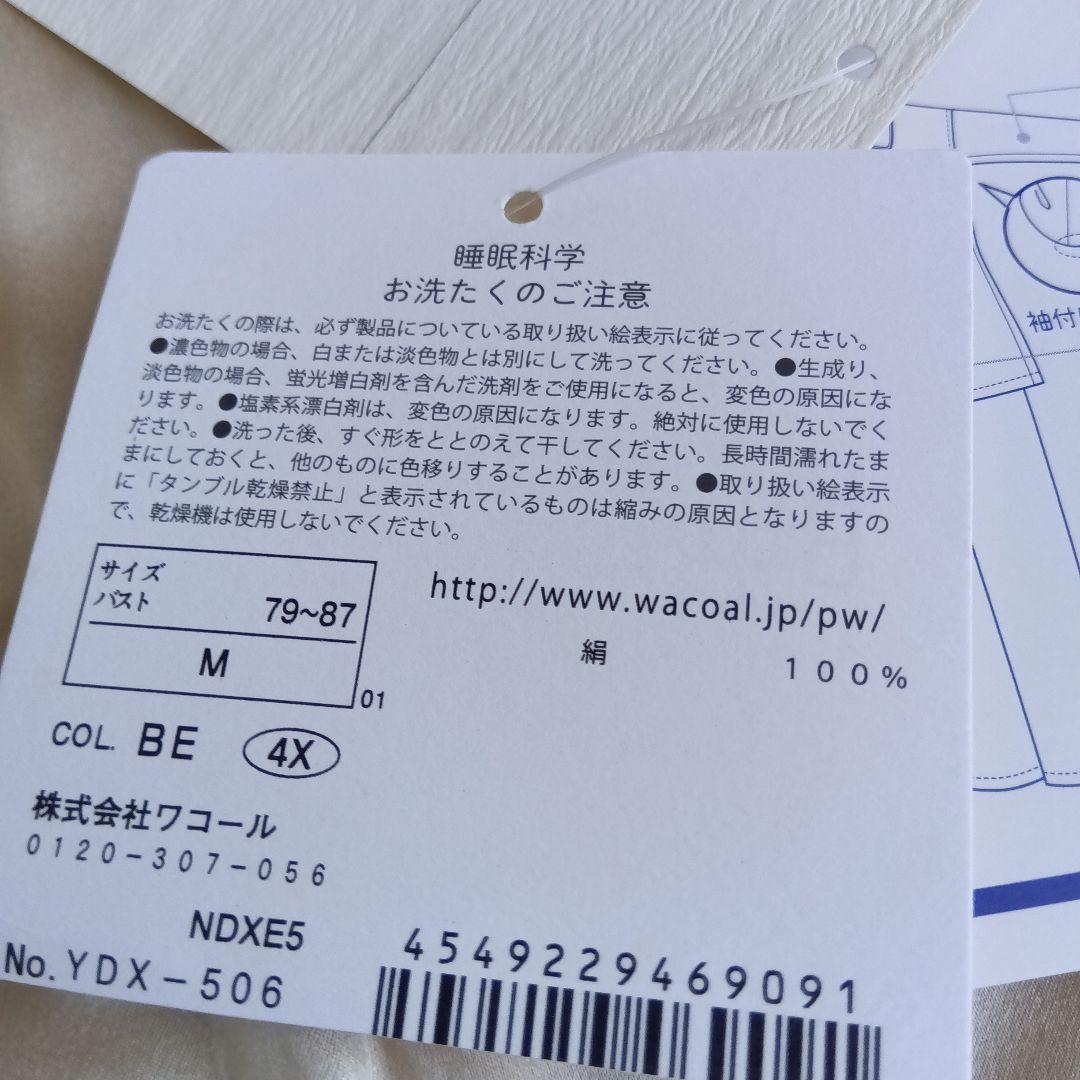 睡眠科学
お洗たくのご注意
お洗たくの際は、必ず製品についている取り扱い絵表示に従ってください。
●濃色物の場合、白または淡色物とは別にして洗ってください。●生成り、
淡色物の場合、蛍光増白剤を含んだ洗剤をご使用になると、変色の原因にな
ります。●塩素系漂白剤は、変色の原因になります。絶対に使用しないでく
ださい。●洗った後、すぐ形をととのえて干してください。長時間濡れたま
まにしておくと、他のものに色移りすることがあります。●取り扱い絵表示
に「タンブル乾燥禁止」と表示されているものは縮みの原因となりますの
で、乾燥機は使用しないでください。
サイズ
バスト 79~87
M
01
http://www.wacoal.jp/pw/
絹 100%
COL. BE 4X
株式会社ワコール
0120-307-056
NDXE5
No. YDX-506
4549229469091
袖付